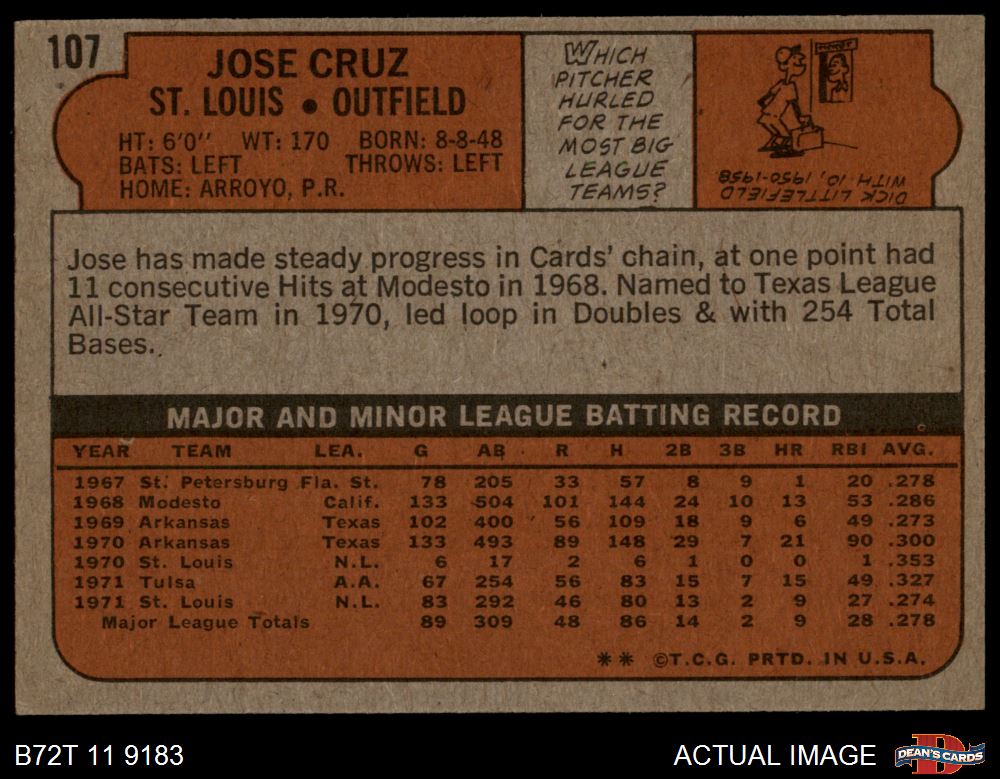 107
JOSE CRUZ
ST. LOUIS • OUTFIELD
HT: 6'0" WT: 170 BORN: 8-8-48
BATS: LEFT THROWS: LEFT
HOME: ARROYO, P.R.
WHICH
PITCHER
HURLED
FOR THE
MOST BIG
LEAGUE
TEAMS?
DICK LITTLEFIELD
WITH 10, 1950-1958
Jose has made steady progress in Cards' chain, at one point had
11 consecutive Hits at Modesto in 1968. Named to Texas League
All-Star Team in 1970, led loop in Doubles & with 254 Total
Bases.
MAJOR AND MINOR LEAGUE BATTING RECORD
YEAR TEAM LEA. G AB R H 2B 3B HR RBI AVG.
1967 St. Petersburg Fla. St. 78 205 33 57 8 9 1 20 .278
1968 Modesto Calif. 133 504 101 144 24 10 13 53 .286
1969 Arkansas Texas 102 400 56 109 18 9 6 49 .273
1970 Arkansas Texas 133 493 89 148 29 7 21 90 .300
1970 St. Louis N.L. 6 17 2 6 1 0 0 1 .353
1971 Tulsa A.A. 67 254 56 83 15 7 15 49 .327
1971 St. Louis N.L. 83 292 46 80 13 2 9 27 .274
Major League Totals 89 309 48 86 14 2 9 28 .278
** ©T.C.G. PRTD. IN U.S.A.
B72T 11 9183
ACTUAL IMAGE
DEAN'S CARDS